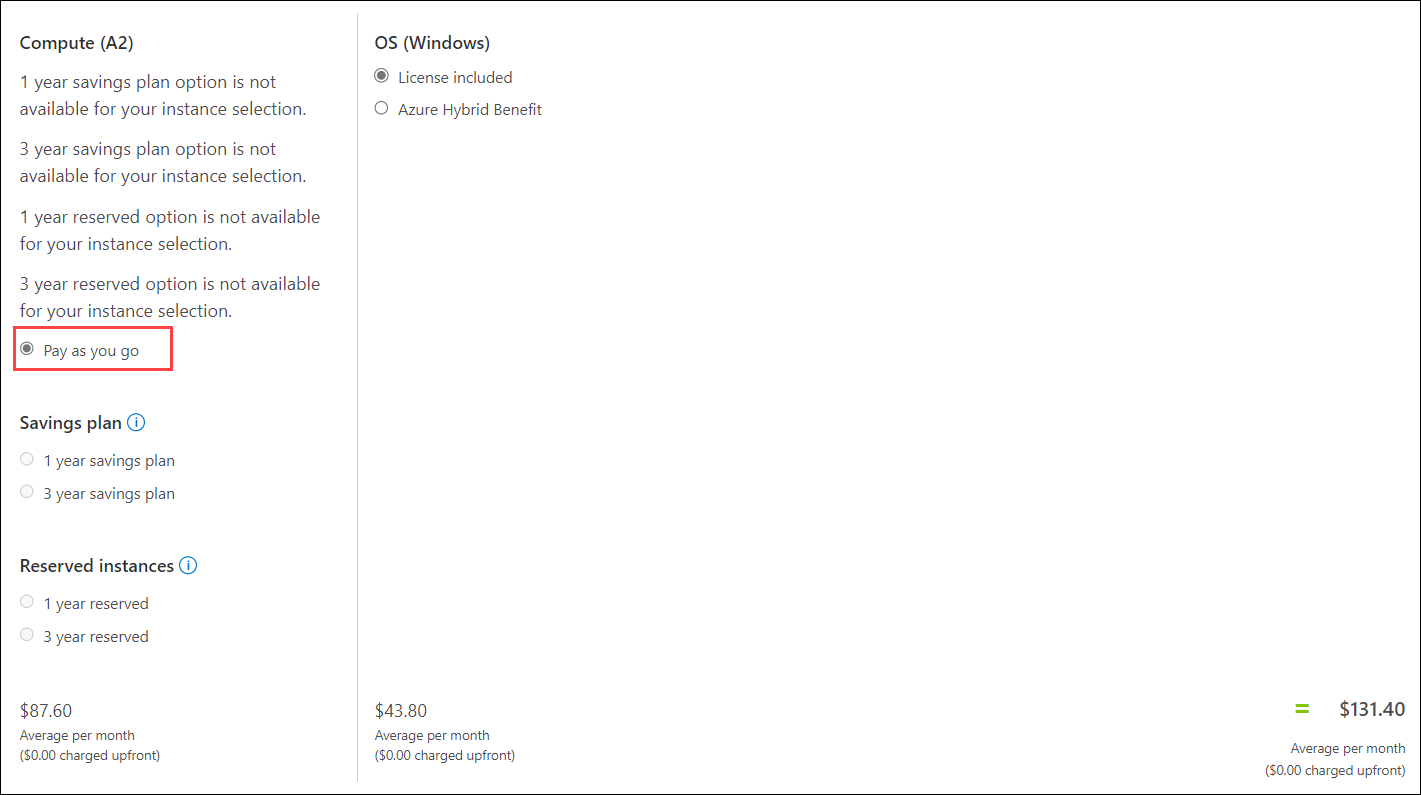 Compute (A2)
1 year savings plan option is not
available for your instance selection.
3 year savings plan option is not
available for your instance selection.
1 year reserved option is not available
for your instance selection.
3 year reserved option is not available
for your instance selection.
Pay as you go
Savings plan
1 year savings plan
3 year savings plan
Reserved instances
1 year reserved
3 year reserved
$87.60
Average per month
($0.00 charged upfront)
OS (Windows)
License included
Azure Hybrid Benefit
$43.80
Average per month
($0.00 charged upfront)
= $131.40
Average per month
($0.00 charged upfront)